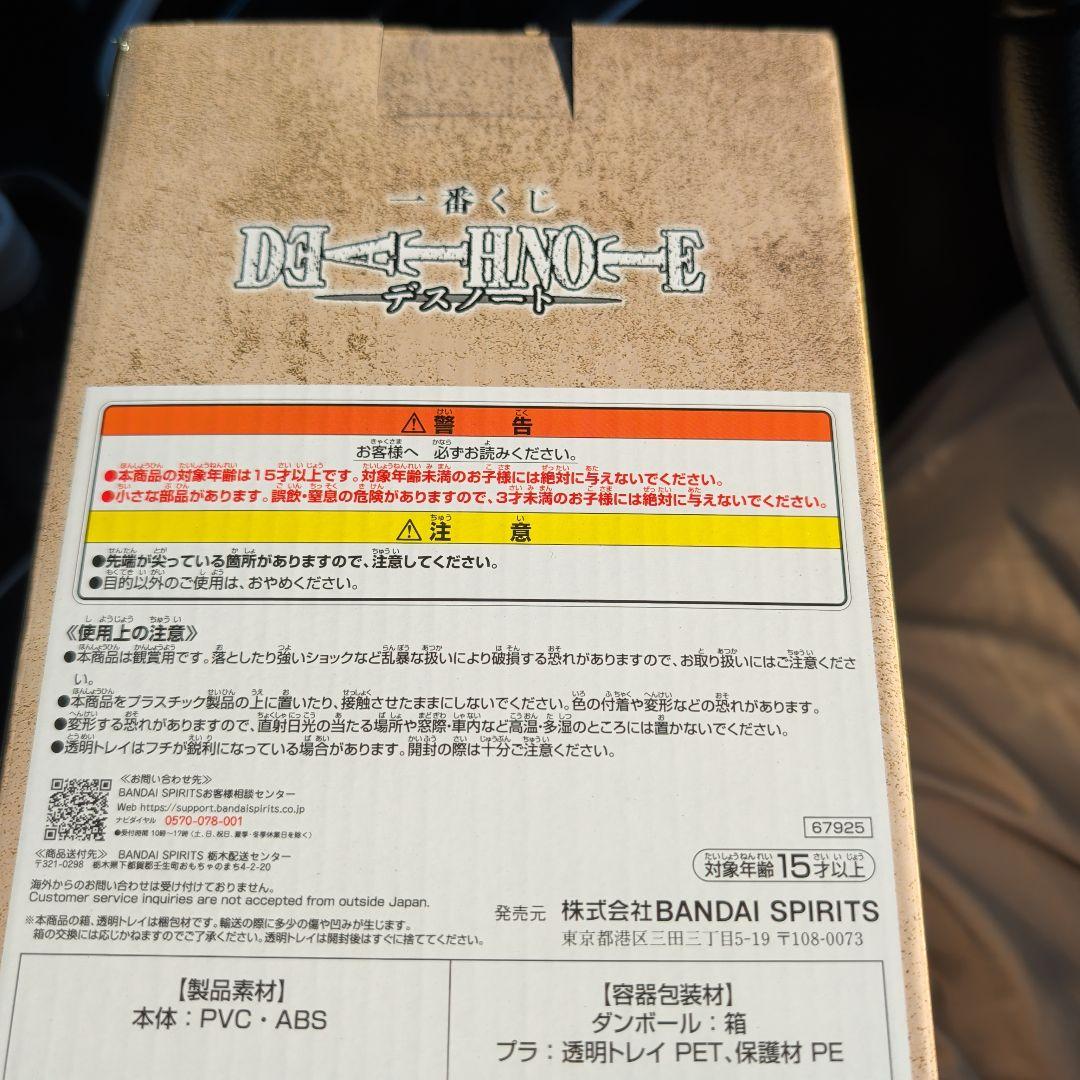 一番くじ
DEATH NOTE
デスノート
⚠警告
お客様へ 必ずお読みください。
●本商品の対象年齢は15才以上です。対象年齢未満のお子様には絶対に与えないでください。
●小さな部品があります。誤飲・窒息の危険がありますので、3才未満のお子様には絶対に与えないでください。
⚠注意
●先端が尖っている箇所がありますので、注意してください。
●目的以外のご使用は、おやめください。
《使用上の注意》
●本商品は観賞用です。落としたり強いショックなど乱暴な扱いにより破損する恐れがありますので、お取り扱いにはご注意くださ
い。
●本商品をプラスチック製品の上に置いたり、接触させたままにしないでください。色の付着や変形などの恐れがあります。
●変形する恐れがありますので、直射日光の当たる場所や窓際・車内など高温・多湿のところには置かないでください。
●透明トレイはフチが鋭利になっている場合があります。開封の際は十分ご注意ください。
≪お問い合わせ先≫
BANDAI SPIRITSお客様相談センター
Web https://support.bandaispirits.co.jp
ナビダイヤル 0570-078-001
●受付時間 10時〜17時(土、日、祝日、夏季・冬季休業日を除く)
67925
≪商品送付先≫ BANDAI SPIRITS 栃木配送センター
〒321-0298 栃木県下都賀郡壬生町おもちゃのまち4-2-20
対象年齢15才以上
海外からのお問い合わせは受け付けておりません。
Customer service inquiries are not accepted from outside Japan.
発売元 株式会社BANDAI SPIRITS
東京都港区三田三丁目5-19 〒108-0073
※本商品の箱、透明トレイは梱包材です。輸送の際に多少の傷や凹みが生じます。
箱の交換には応じかねますのでご了承ください。透明トレイは開封後はすぐに捨ててください。
【製品素材】
本体：PVC・ABS
【容器包装材】
ダンボール：箱
プラ：透明トレイ PET、保護材 PE